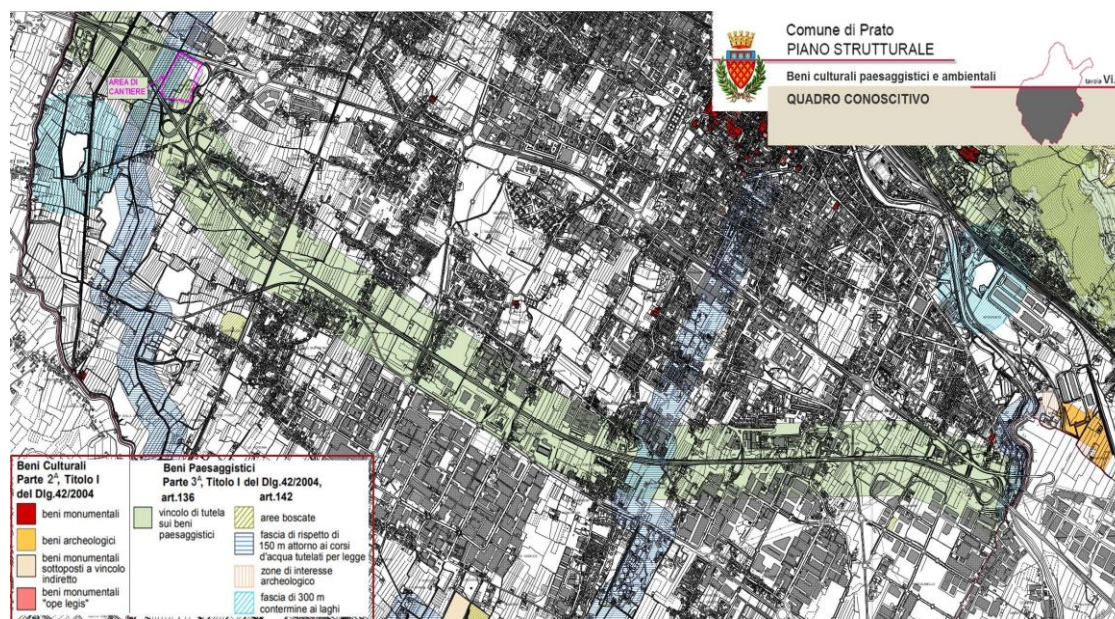 Comune di Prato
PIANO STRUTTURALE
Beni culturali paesaggistici e ambientali
tavola VI.
QUADRO CONOSCITIVO
AREA DI
CANTIERE
Beni Culturali
Parte 2ᴬ, Titolo I
del Dlg.42/2004
beni monumentali
beni archeologici
beni monumentali
sottoposti a vincolo
indiretto
beni monumentali
"ope legis"
Beni Paesaggistici
Parte 3ᴬ, Titolo I del Dlg.42/2004,
art.136
art.142
vincolo di tutela
sui beni
paesaggistici
aree boscate
fascia di rispetto di
150 m attorno ai corsi
d'acqua tutelati per legge
zone di interesse
archeologico
fascia di 300 m
contermine ai laghi